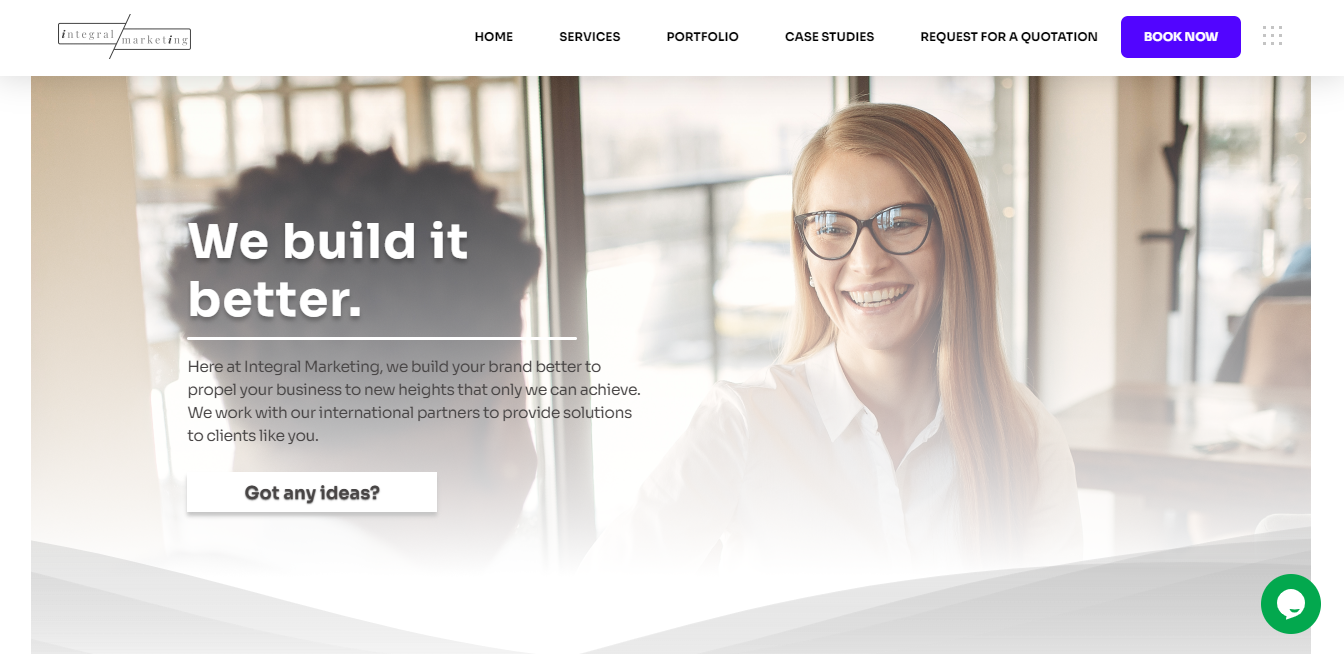 integral
marketing
HOME SERVICES PORTFOLIO CASE STUDIES REQUEST FOR A QUOTATION BOOK NOW
We build it
better.
Here at Integral Marketing, we build your brand better to
propel your business to new heights that only we can achieve.
We work with our international partners to provide solutions
to clients like you.
Got any ideas?